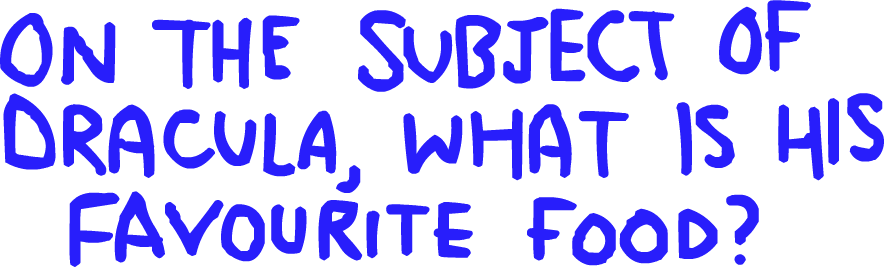 ON THE SUBJECT OF
DRACULA, WHAT IS HIS
FAVOURITE FOOD?